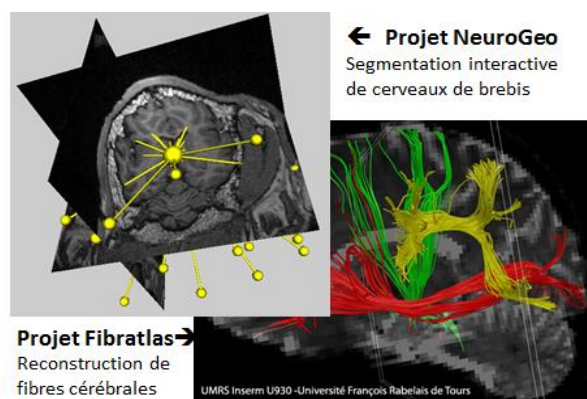 ← Projet NeuroGeo
Segmentation interactive
de cerveaux de brebis
Projet Fibratlas→
Reconstruction de
fibres cérébrales
UMRS Inserm U930 -Université François Rabelais de Tours